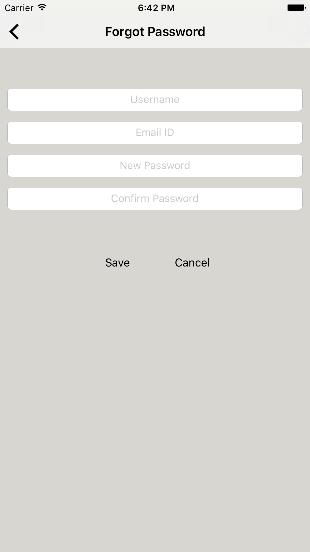 Carrier 6:42 PM
Forgot Password
Username
Email ID
New Password
Confirm Password
Save Cancel